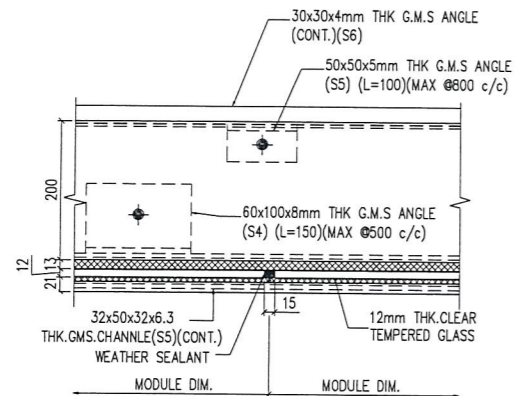 30x30x4mm THK G.M.S ANGLE
(CONT.)(S6)
50x50x5mm THK G.M.S ANGLE
(S5) (L=100)(MAX @800 c/c)
200
60x100x8mm THK G.M.S ANGLE
(S4) (L=150)(MAX @500 c/c)
12
13
21
15
32x50x32x6.3
THK.GMS.CHANNLE(S5)(CONT.)
WEATHER SEALANT
12mm THK.CLEAR
TEMPERED GLASS
MODULE DIM.
MODULE DIM.